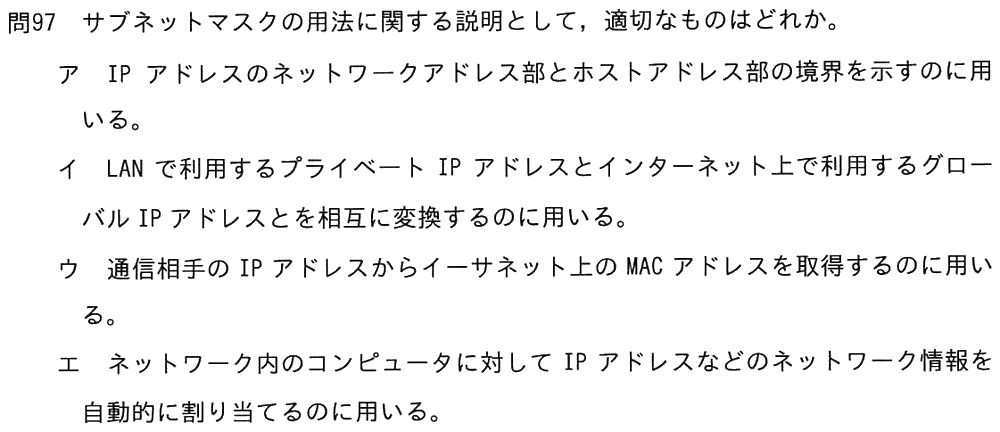 問97　サブネットマスクの用法に関する説明として，適切なものはどれか。
ア　IP アドレスのネットワークアドレス部とホストアドレス部の境界を示すのに用
いる。
イ　LAN で利用するプライベート IP アドレスとインターネット上で利用するグロー
バル IP アドレスとを相互に変換するのに用いる。
ウ　通信相手の IP アドレスからイーサネット上の MAC アドレスを取得するのに用い
る。
エ　ネットワーク内のコンピュータに対して IP アドレスなどのネットワーク情報を
自動的に割り当てるのに用いる。